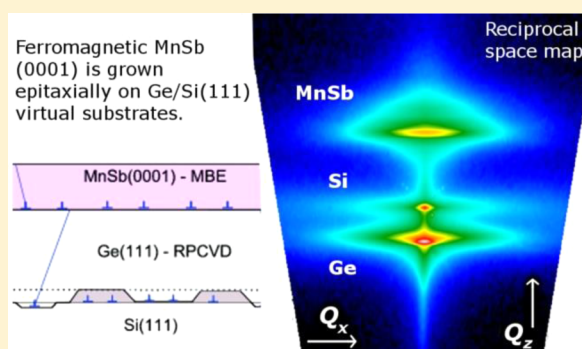 Ferromagnetic MnSb
(0001) is grown
epitaxially on Ge/Si(111)
virtual substrates.
MnSb(0001) - MBE
Ge(111) - RPCVD
Si(111)
Reciprocal
space map
MnSb
Si
Ge
Qx
Qz